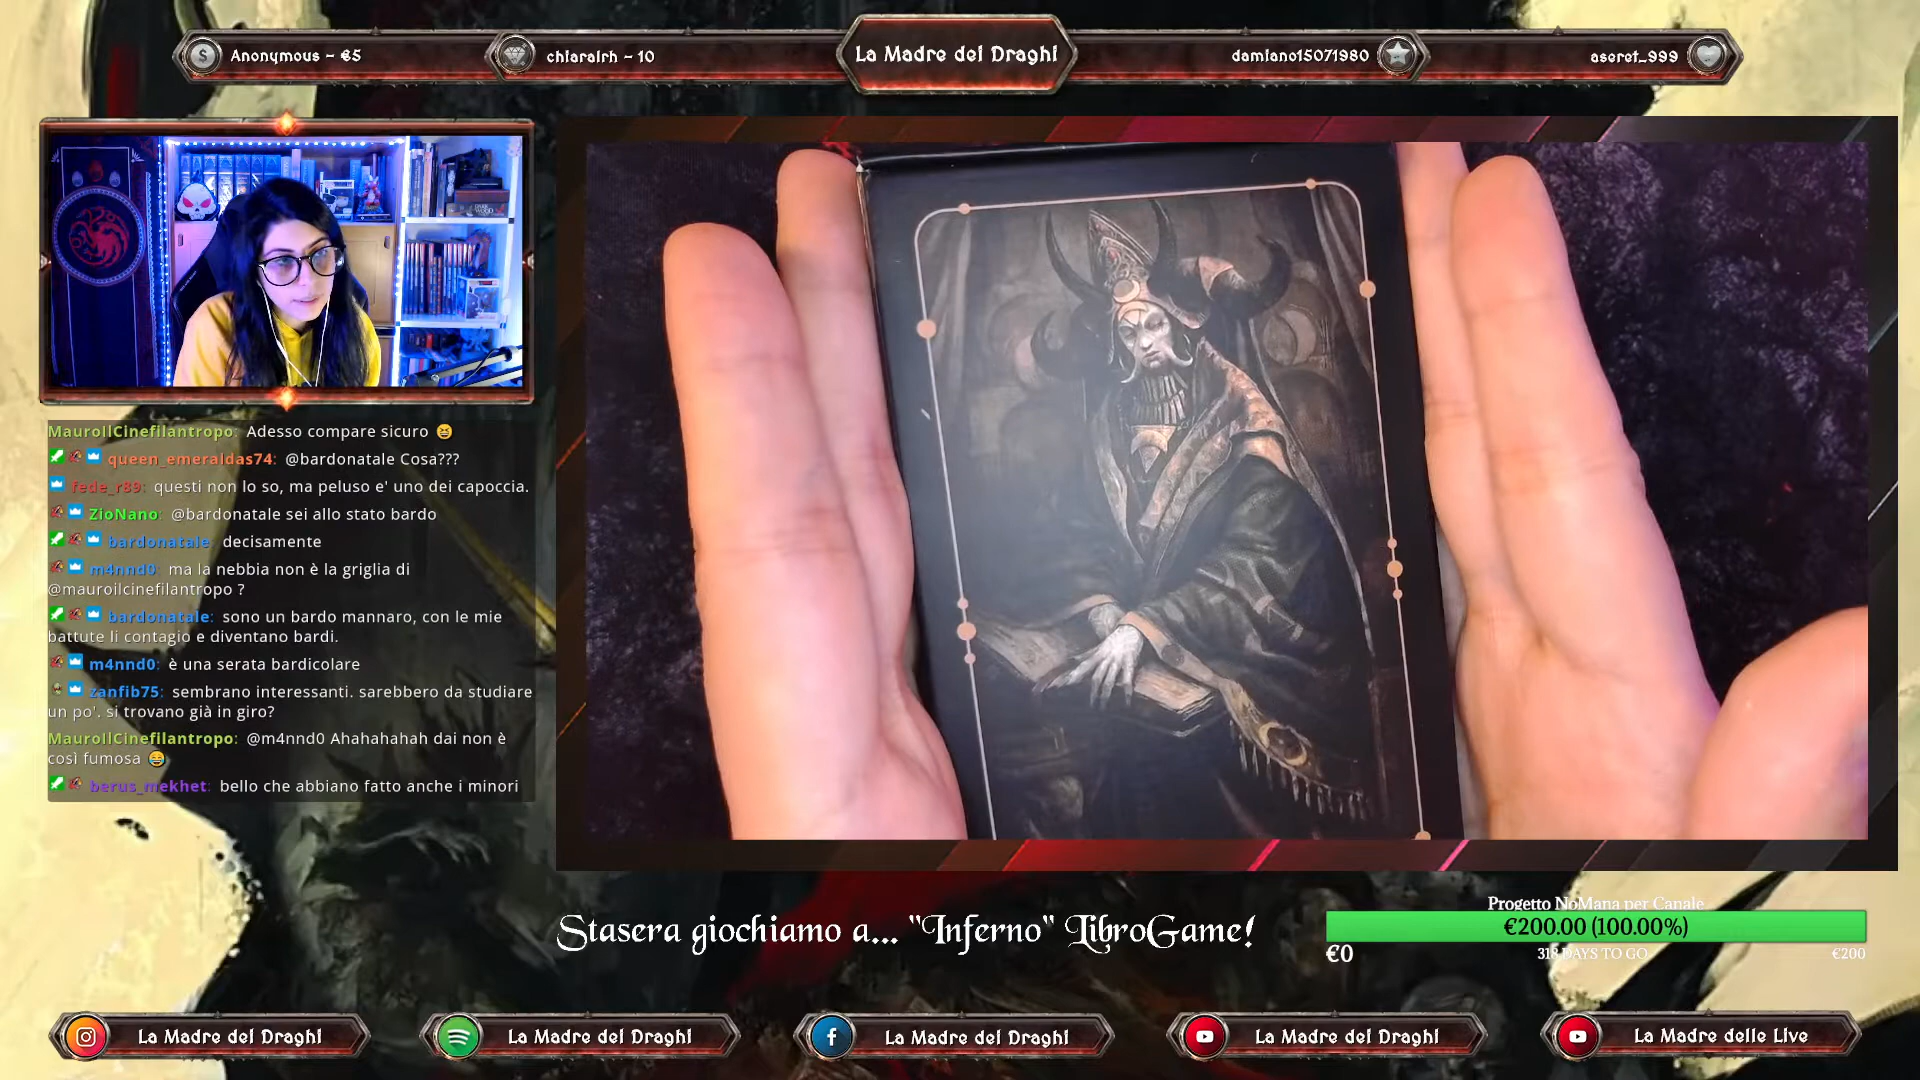 Anonymous - €5
chiaralrh - 10
La Madre dei Draghi
damiano15071980
aseret_999
MauroIlCinefilantropo: Adesso compare sicuro
queen_emeraldas74: @bardonatale Cosa???
fede_r89: questi non lo so, ma peluso e' uno dei capoccia.
ZioNano: @bardonatale sei allo stato bardo
bardonatale: decisamente
m4nnd0: ma la nebbia non è la griglia di
@mauroilcinefilantropo ?
bardonatale: sono un bardo mannaro, con le mie
battute li contagio e diventano bardi.
m4nnd0: è una serata bardicolare
zanfib75: sembrano interessanti. sarebbero da studiare
un po'. si trovano già in giro?
MauroIlCinefilantropo: @m4nnd0 Ahahahahah dai non è
così fumosa
berus_mekhet: bello che abbiano fatto anche i minori
Stasera giochiamo a... "Inferno" LibroGame!
Progetto NoMana per Canale
€200.00 (100.00%)
€0
318 DAYS TO GO
€200
La Madre dei Draghi
La Madre dei Draghi
La Madre dei Draghi
La Madre dei Draghi
La Madre delle Live